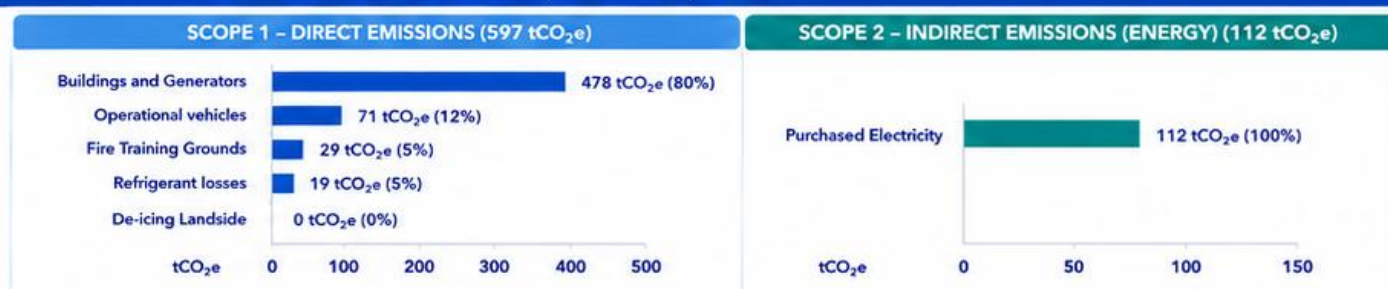 SCOPE 1 – DIRECT EMISSIONS (597 tCO₂e)
Buildings and Generators 478 tCO₂e (80%)
Operational vehicles 71 tCO₂e (12%)
Fire Training Grounds 29 tCO₂e (5%)
Refrigerant losses 19 tCO₂e (5%)
De-icing Landside 0 tCO₂e (0%)
tCO₂e 0 100 200 300 400 500
SCOPE 2 – INDIRECT EMISSIONS (ENERGY) (112 tCO₂e)
Purchased Electricity 112 tCO₂e (100%)
tCO₂e 0 50 100 150